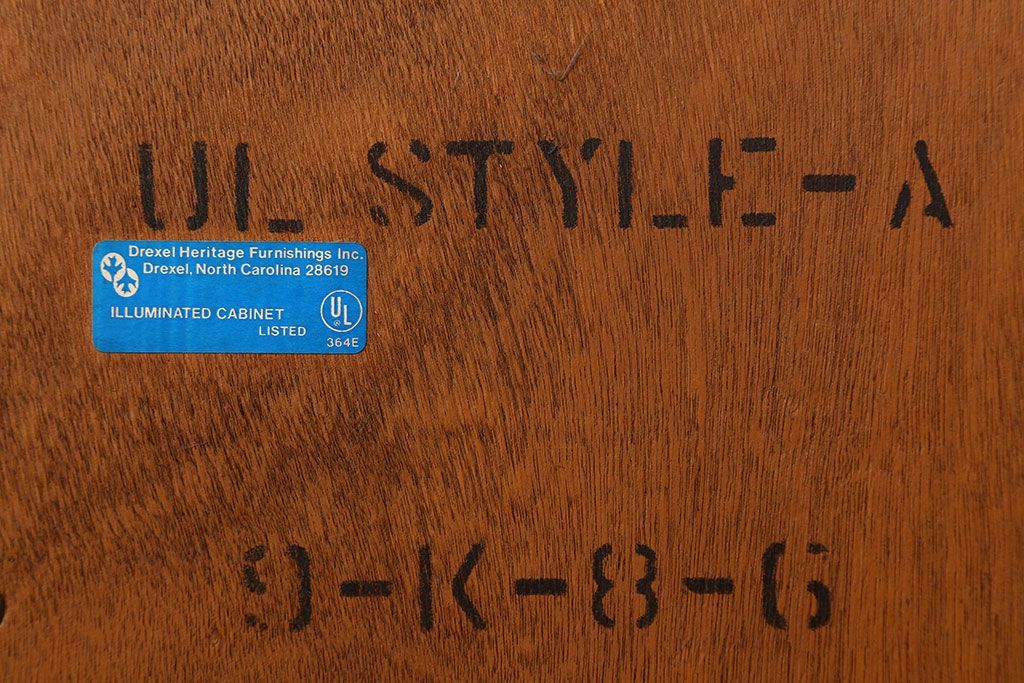 UL STYLE-A
Drexel Heritage Furnishings Inc.
Drexel, North Carolina 28619
ILLUMINATED CABINET
LISTED
UL
®
364E
9-K-8-6